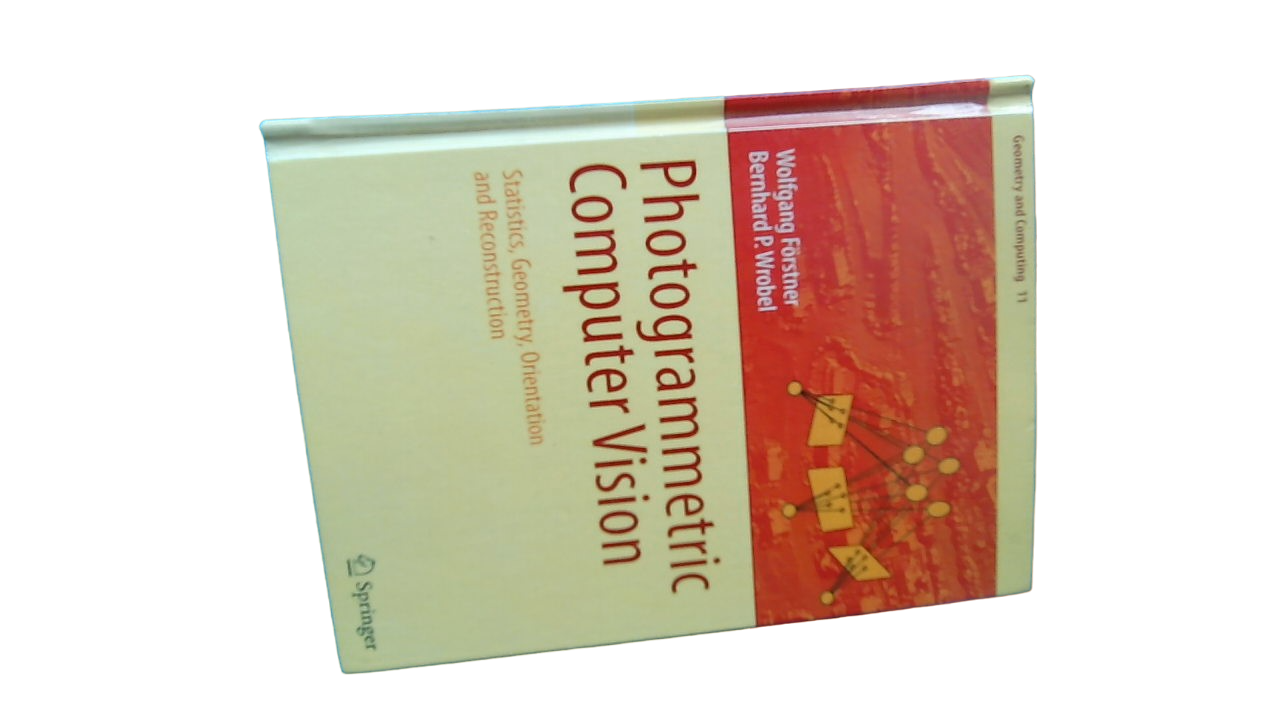 Geometry and Computing 11
Wolfgang Förstner
Bernhard P. Wrobel
Photogrammetric
Computer Vision
Statistics, Geometry, Orientation
and Reconstruction
Springer